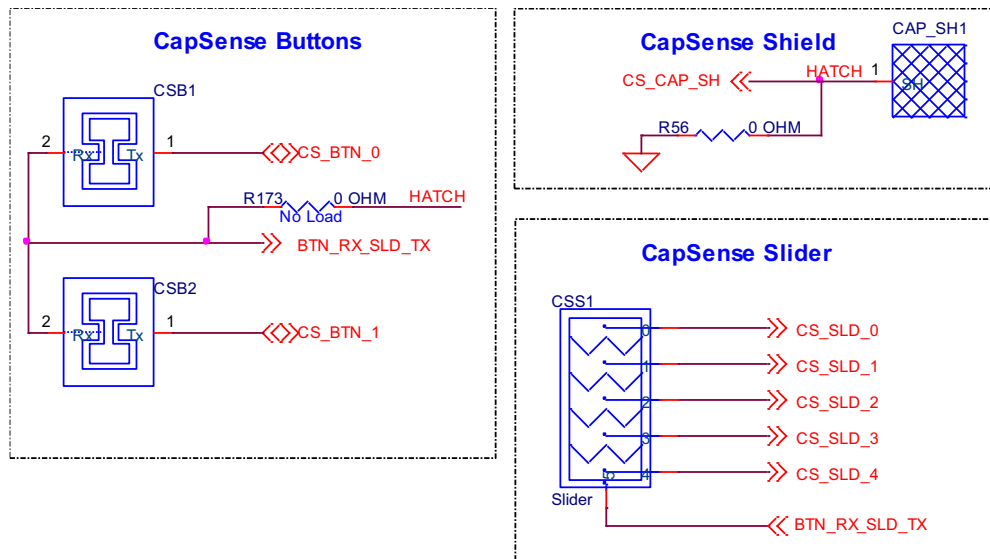 CapSense Buttons
CSB1
2
Rx
Tx
1
CS_BTN_0
R173
0 OHM
HATCH
No Load
BTN_RX_SLD_TX
CSB2
2
Rx
Tx
1
CS_BTN_1
CapSense Shield
CAP_SH1
CS_CAP_SH
HATCH
1
SH
R56
0 OHM
CapSense Slider
CSS1
0
CS_SLD_0
1
CS_SLD_1
2
CS_SLD_2
3
CS_SLD_3
4
CS_SLD_4
Slider
BTN_RX_SLD_TX